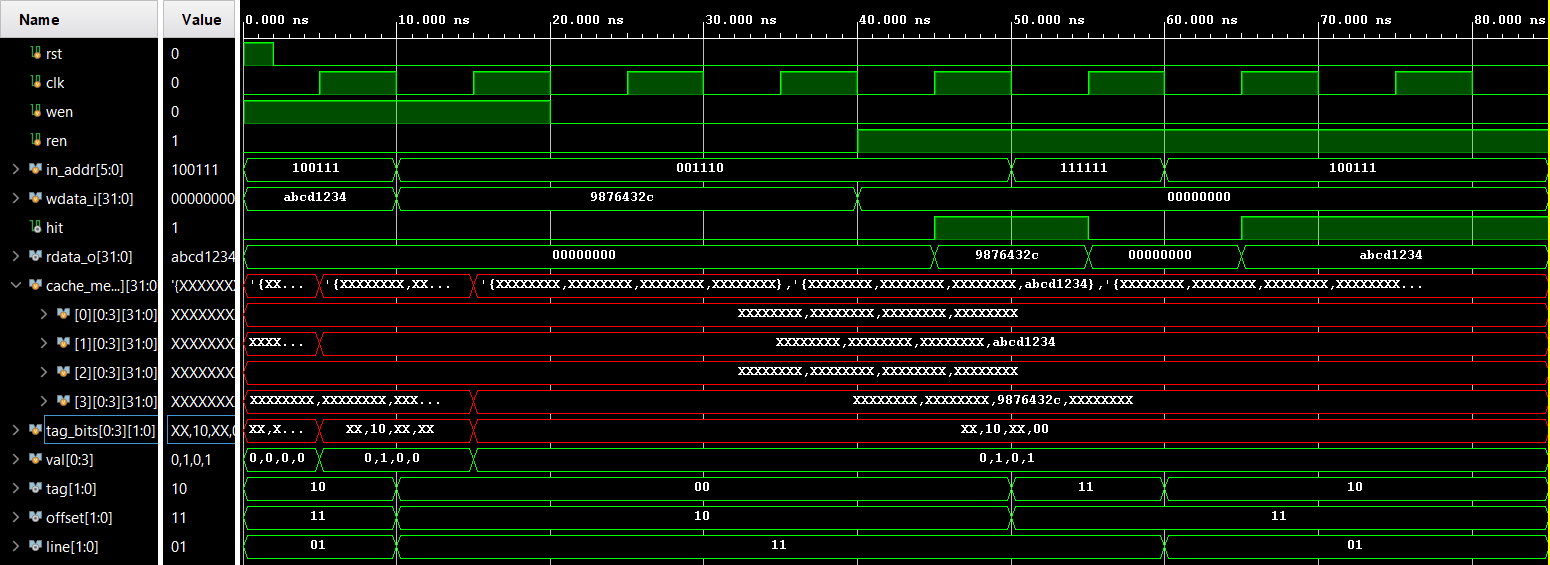 Name Value 0.000 ns 10.000 ns 20.000 ns 30.000 ns 40.000 ns 50.000 ns 60.000 ns 70.000 ns 80.000 ns
rst 0
clk 0
wen 0
ren 1
in_addr[5:0] 100111 100111 001110 111111 100111
wdata_i[31:0] 00000000 abcd1234 9876432c 00000000
hit 1
rdata_o[31:0] abcd1234 00000000 9876432c 00000000 abcd1234
cache_me...][31:0 '{XXXXXXX '{XX... '{XXXXXXXX,XX... '{XXXXXXXX,XXXXXXXX,XXXXXXXX,XXXXXXXX},'{XXXXXXXX,XXXXXXXX,XXXXXXXX,abcd1234},'{XXXXXXXX,XXXXXXXX,XXXXXXXX,XXXXXXXX...
[0][0:3][31:0] XXXXXXXX XXXXXXXX,XXXXXXXX,XXXXXXXX,XXXXXXXX
[1][0:3][31:0] XXXXXXXX XXXX... XXXXXXXX,XXXXXXXX,XXXXXXXX,abcd1234
[2][0:3][31:0] XXXXXXXX XXXXXXXX,XXXXXXXX,XXXXXXXX,XXXXXXXX
[3][0:3][31:0] XXXXXXXX XXXXXXXX,XXXXXXXX,XXX... XXXXXXXX,XXXXXXXX,9876432c,XXXXXXXX
tag_bits[0:3][1:0] XX,10,XX,0 XX,X... XX,10,XX,XX XX,10,XX,00
val[0:3] 0,1,0,1 0,0,0,0 0,1,0,0 0,1,0,1
tag[1:0] 10 10 00 11 10
offset[1:0] 11 11 10 11
line[1:0] 01 01 11 01